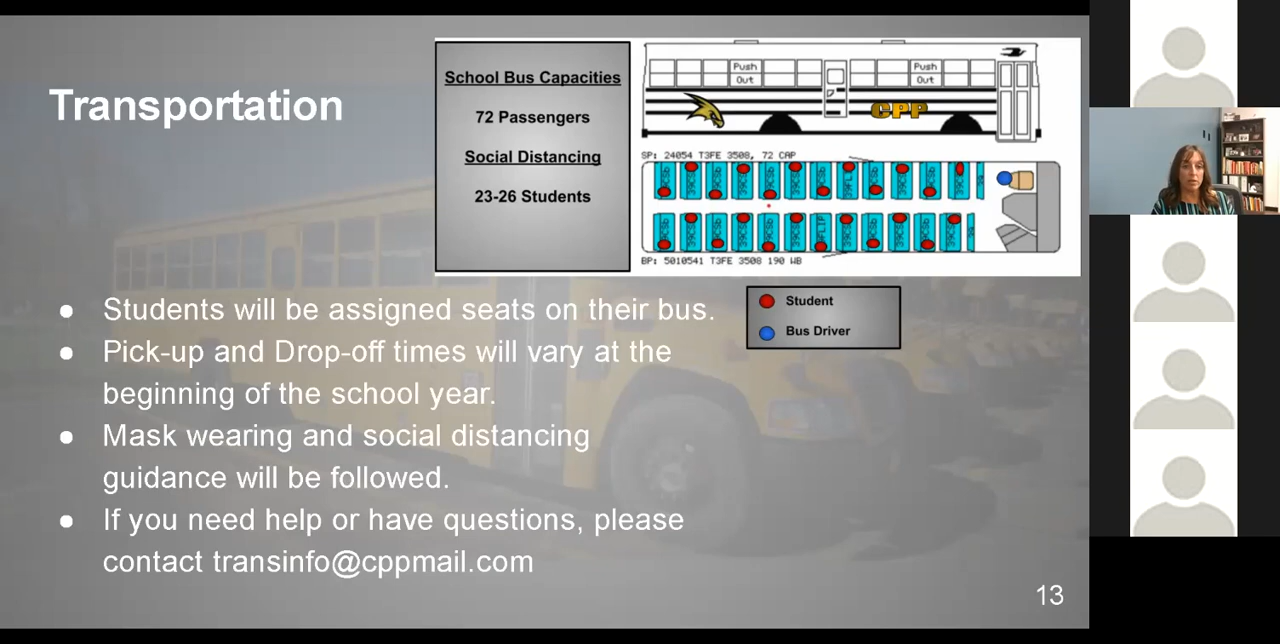 Transportation
School Bus Capacities
72 Passengers
Social Distancing
23-26 Students
Push
Out
Push
Out
CPP
SP: 24054 T3FE 3508, 72 CAP
BP: 5010541 T3FE 3508 190 WB
Student
Bus Driver
● Students will be assigned seats on their bus.
● Pick-up and Drop-off times will vary at the
beginning of the school year.
● Mask wearing and social distancing
guidance will be followed.
● If you need help or have questions, please
contact transinfo@cppmail.com
13